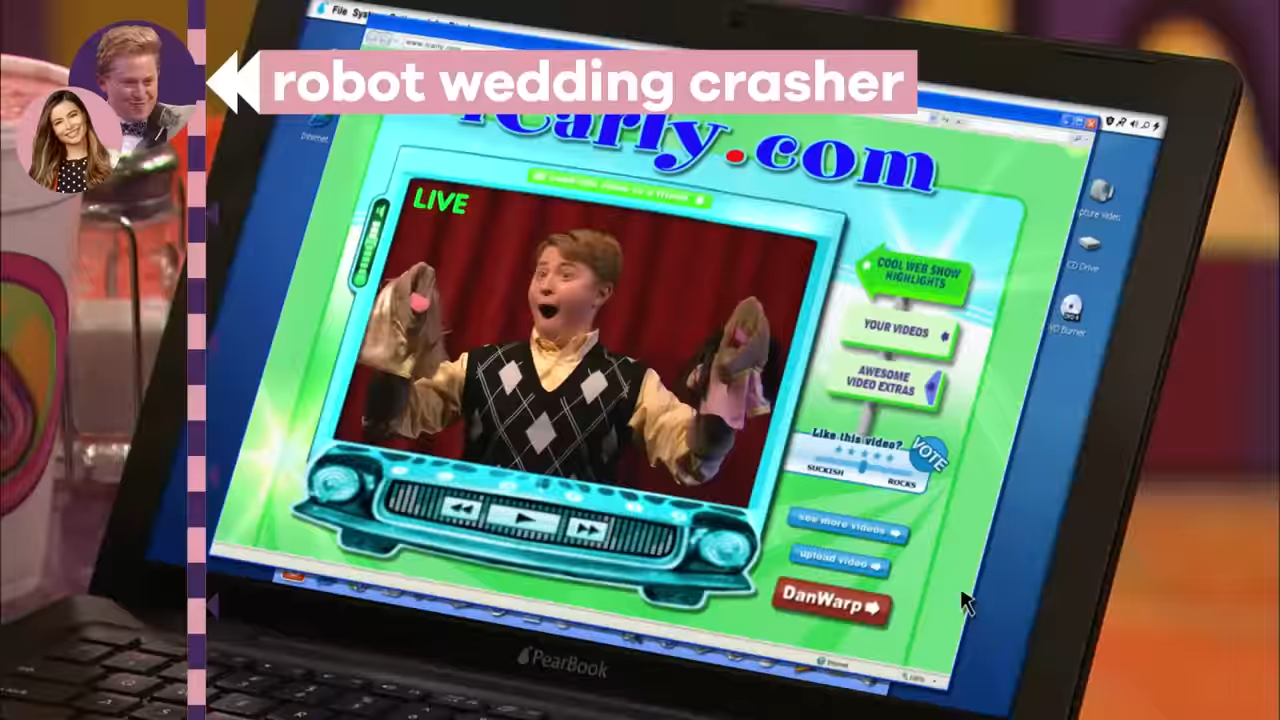 File
robot wedding crasher
iCarly.com
LIVE
COOL WEB SHOW
HIGHLIGHTS
YOUR VIDEOS
AWESOME
VIDEO EXTRAS
Like this video?
VOTE
SUCKISH
ROCKS
see more videos
upload video
DanWarp
PearBook
CD Drive
Internet